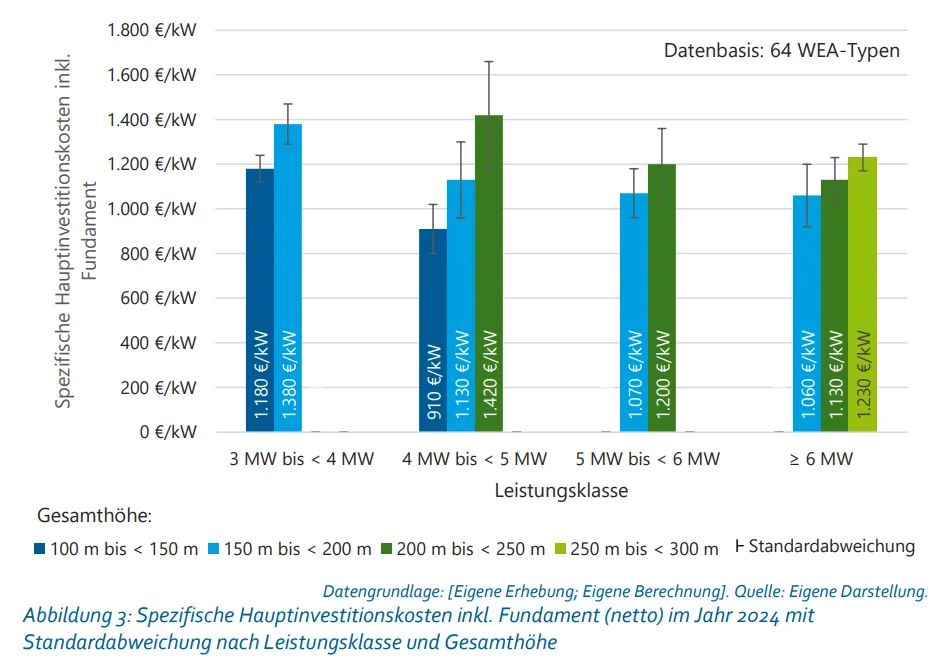 Spezifische Hauptinvestitionskosten inkl.
Fundament
1.800 €/kW
1.600 €/kW
1.400 €/kW
1.200 €/kW
1.000 €/kW
800 €/kW
600 €/kW
400 €/kW
200 €/kW
0 €/kW
Datenbasis: 64 WEA-Typen
1.180 €/kW
1.380 €/kW
910 €/kW
1.130 €/kW
1.420 €/kW
1.070 €/kW
1.200 €/kW
1.060 €/kW
1.130 €/kW
1.230 €/kW
3 MW bis < 4 MW
4 MW bis < 5 MW
5 MW bis < 6 MW
≥ 6 MW
Leistungsklasse
Gesamthöhe:
100 m bis < 150 m 150 m bis < 200 m 200 m bis < 250 m 250 m bis < 300 m Standardabweichung
Datengrundlage: [Eigene Erhebung; Eigene Berechnung]. Quelle: Eigene Darstellung.
Abbildung 3: Spezifische Hauptinvestitionskosten inkl. Fundament (netto) im Jahr 2024 mit
Standardabweichung nach Leistungsklasse und Gesamthöhe